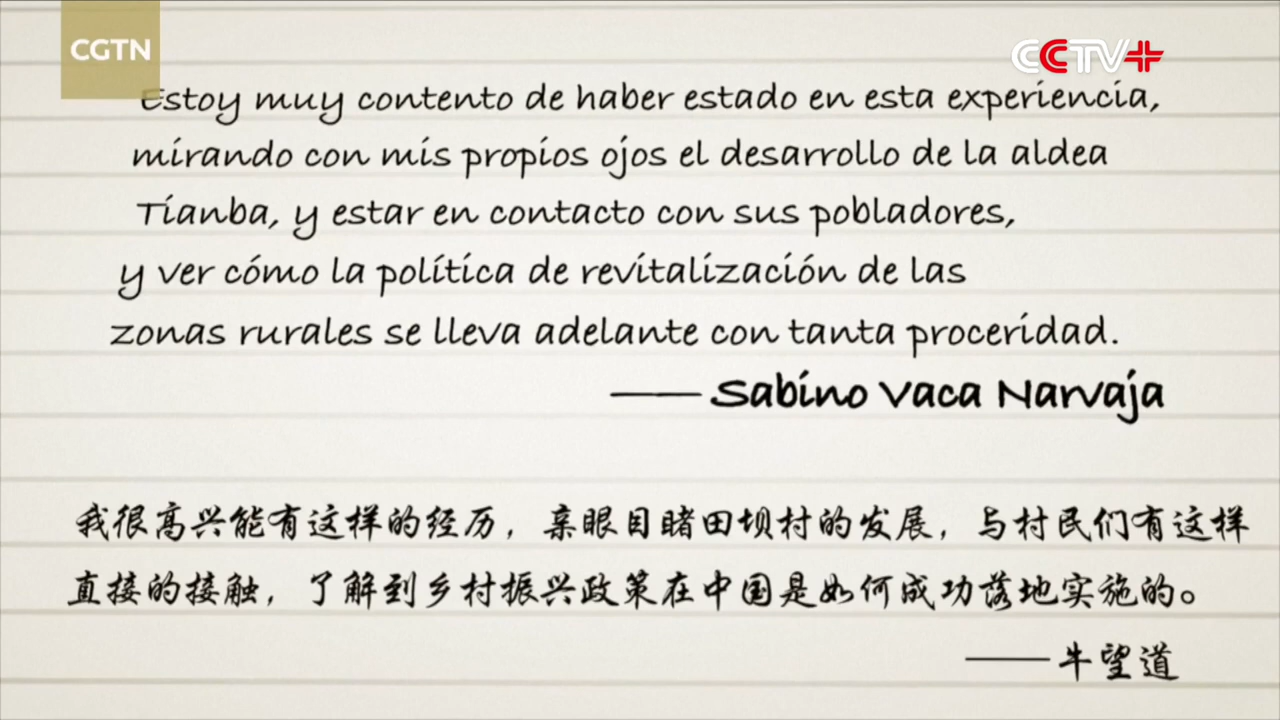 CGTN
CCTV+
Estoy muy contento de haber estado en esta experiencia,
mirando con mis propios ojos el desarrollo de la aldea
Tianba, y estar en contacto con sus pobladores,
y ver cómo la política de revitalización de las
zonas rurales se lleva adelante con tanta proceridad.
—— Sabino Vaca Narvaja
我很高兴能有这样的经历，亲眼目睹田坝村的发展，与村民们有这样
直接的接触，了解到乡村振兴政策在中国是如何成功落地实施的。
——牛望道